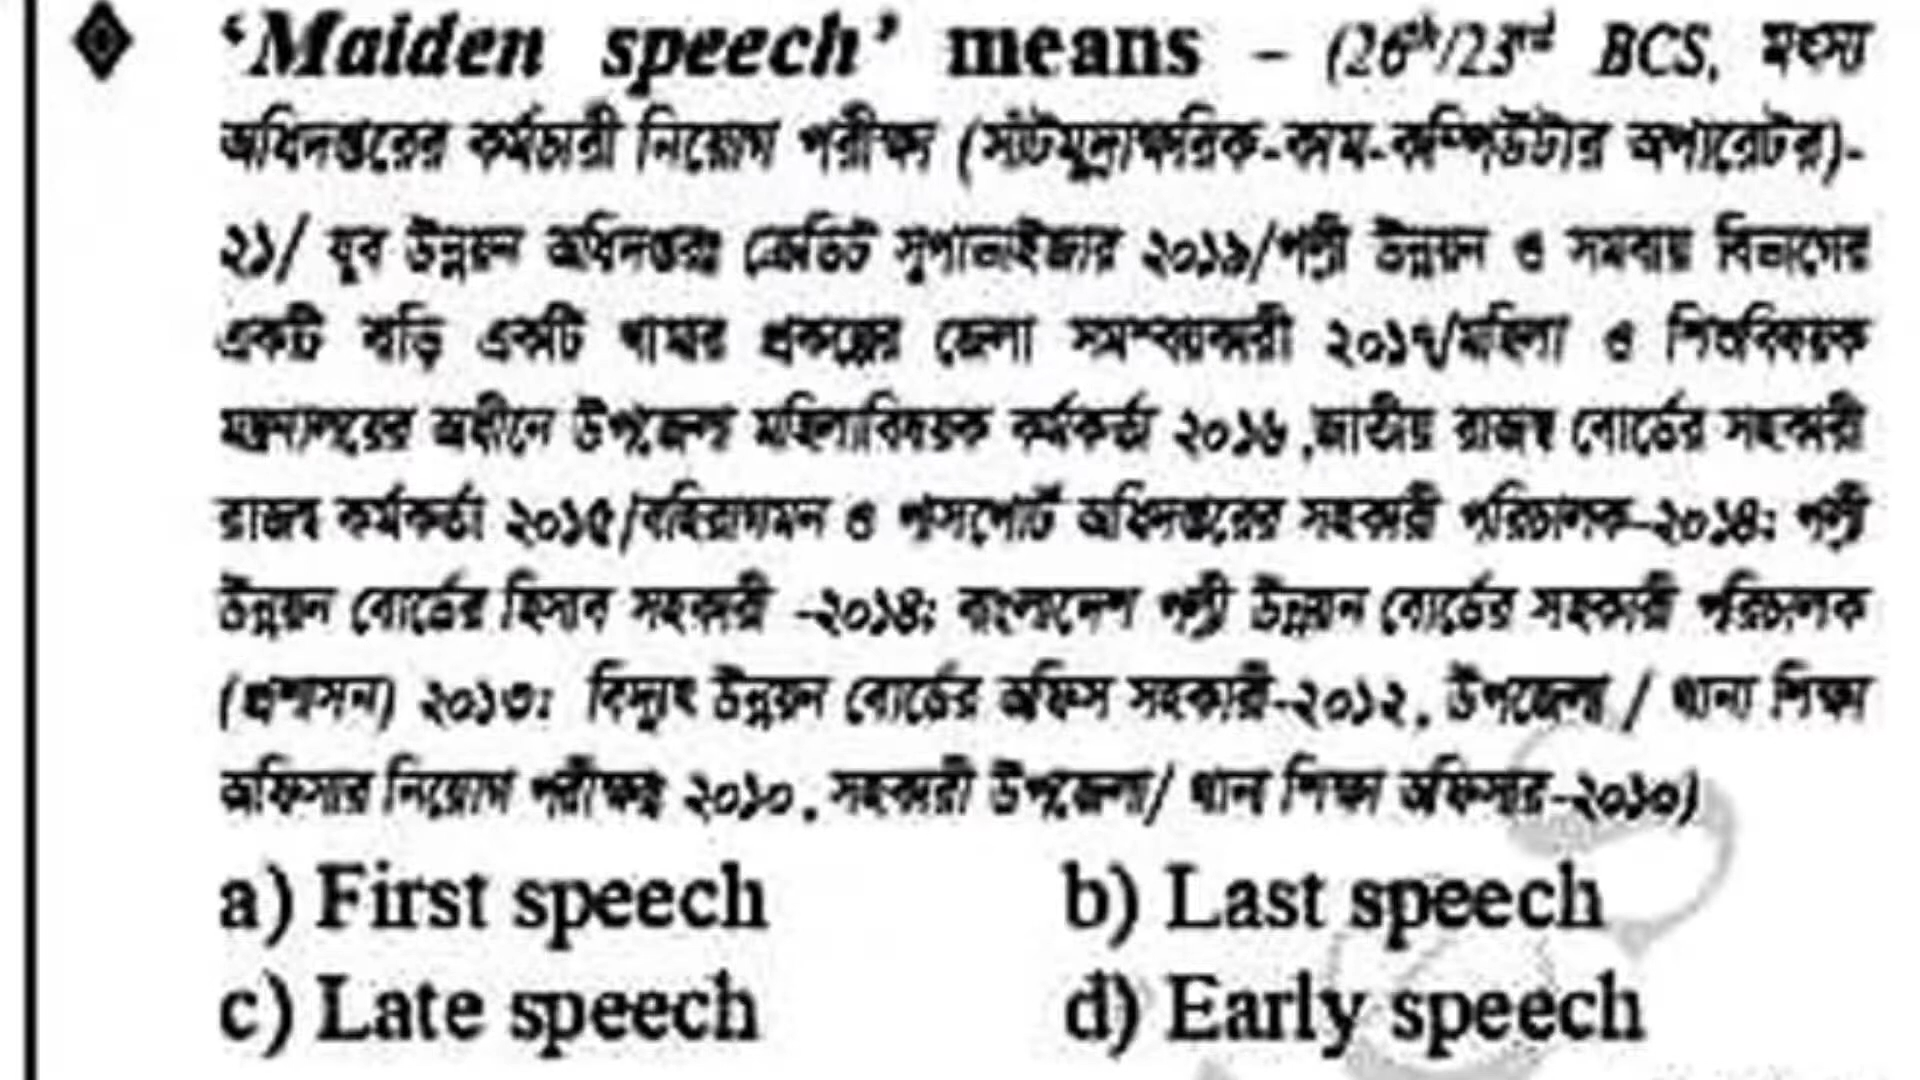 ❖ ‘Maiden speech’ means – (26th/23rd BCS, মৎস্য
অধিদপ্তরের কর্মচারী নিয়োগ পরীক্ষা (সাঁটমুদ্রাক্ষরিক-কাম-কম্পিউটার অপারেটর)-
২১/ যুব উন্নয়ন অধিদপ্তরঃ ক্রেডিট সুপারভাইজার ২০১৯/পল্লী উন্নয়ন ও সমবায় বিভাগের
একটি বাড়ি একটি খামার প্রকল্পের জেলা সমন্বয়কারী ২০১৭/মহিলা ও শিশুবিষয়ক
মন্ত্রণালয়ের অধীনে উপজেলা মহিলাবিষয়ক কর্মকর্তা ২০১৬ ,জাতীয় রাজস্ব বোর্ডের সহকারী
রাজস্ব কর্মকর্তা ২০১৫/বহিরাগমন ও পাসপোর্ট অধিদপ্তরের সহকারী পরিচালক–২০১৪; পল্লী
উন্নয়ন বোর্ডের হিসাব সহকারী –২০১৪; বাংলাদেশ পল্লী উন্নয়ন বোর্ডের সহকারী পরিচালক
(প্রশাসন) ২০১৩: বিদ্যুৎ উন্নয়ন বোর্ডের অফিস সহকারী–২০১২, উপজেলা / থানা শিক্ষা
অফিসার নিয়োগ পরীক্ষাঃ ২০১০, সহকারী উপজেলা/ থানা শিক্ষা অফিসার–২০১০)
a) First speech b) Last speech
c) Late speech d) Early speech